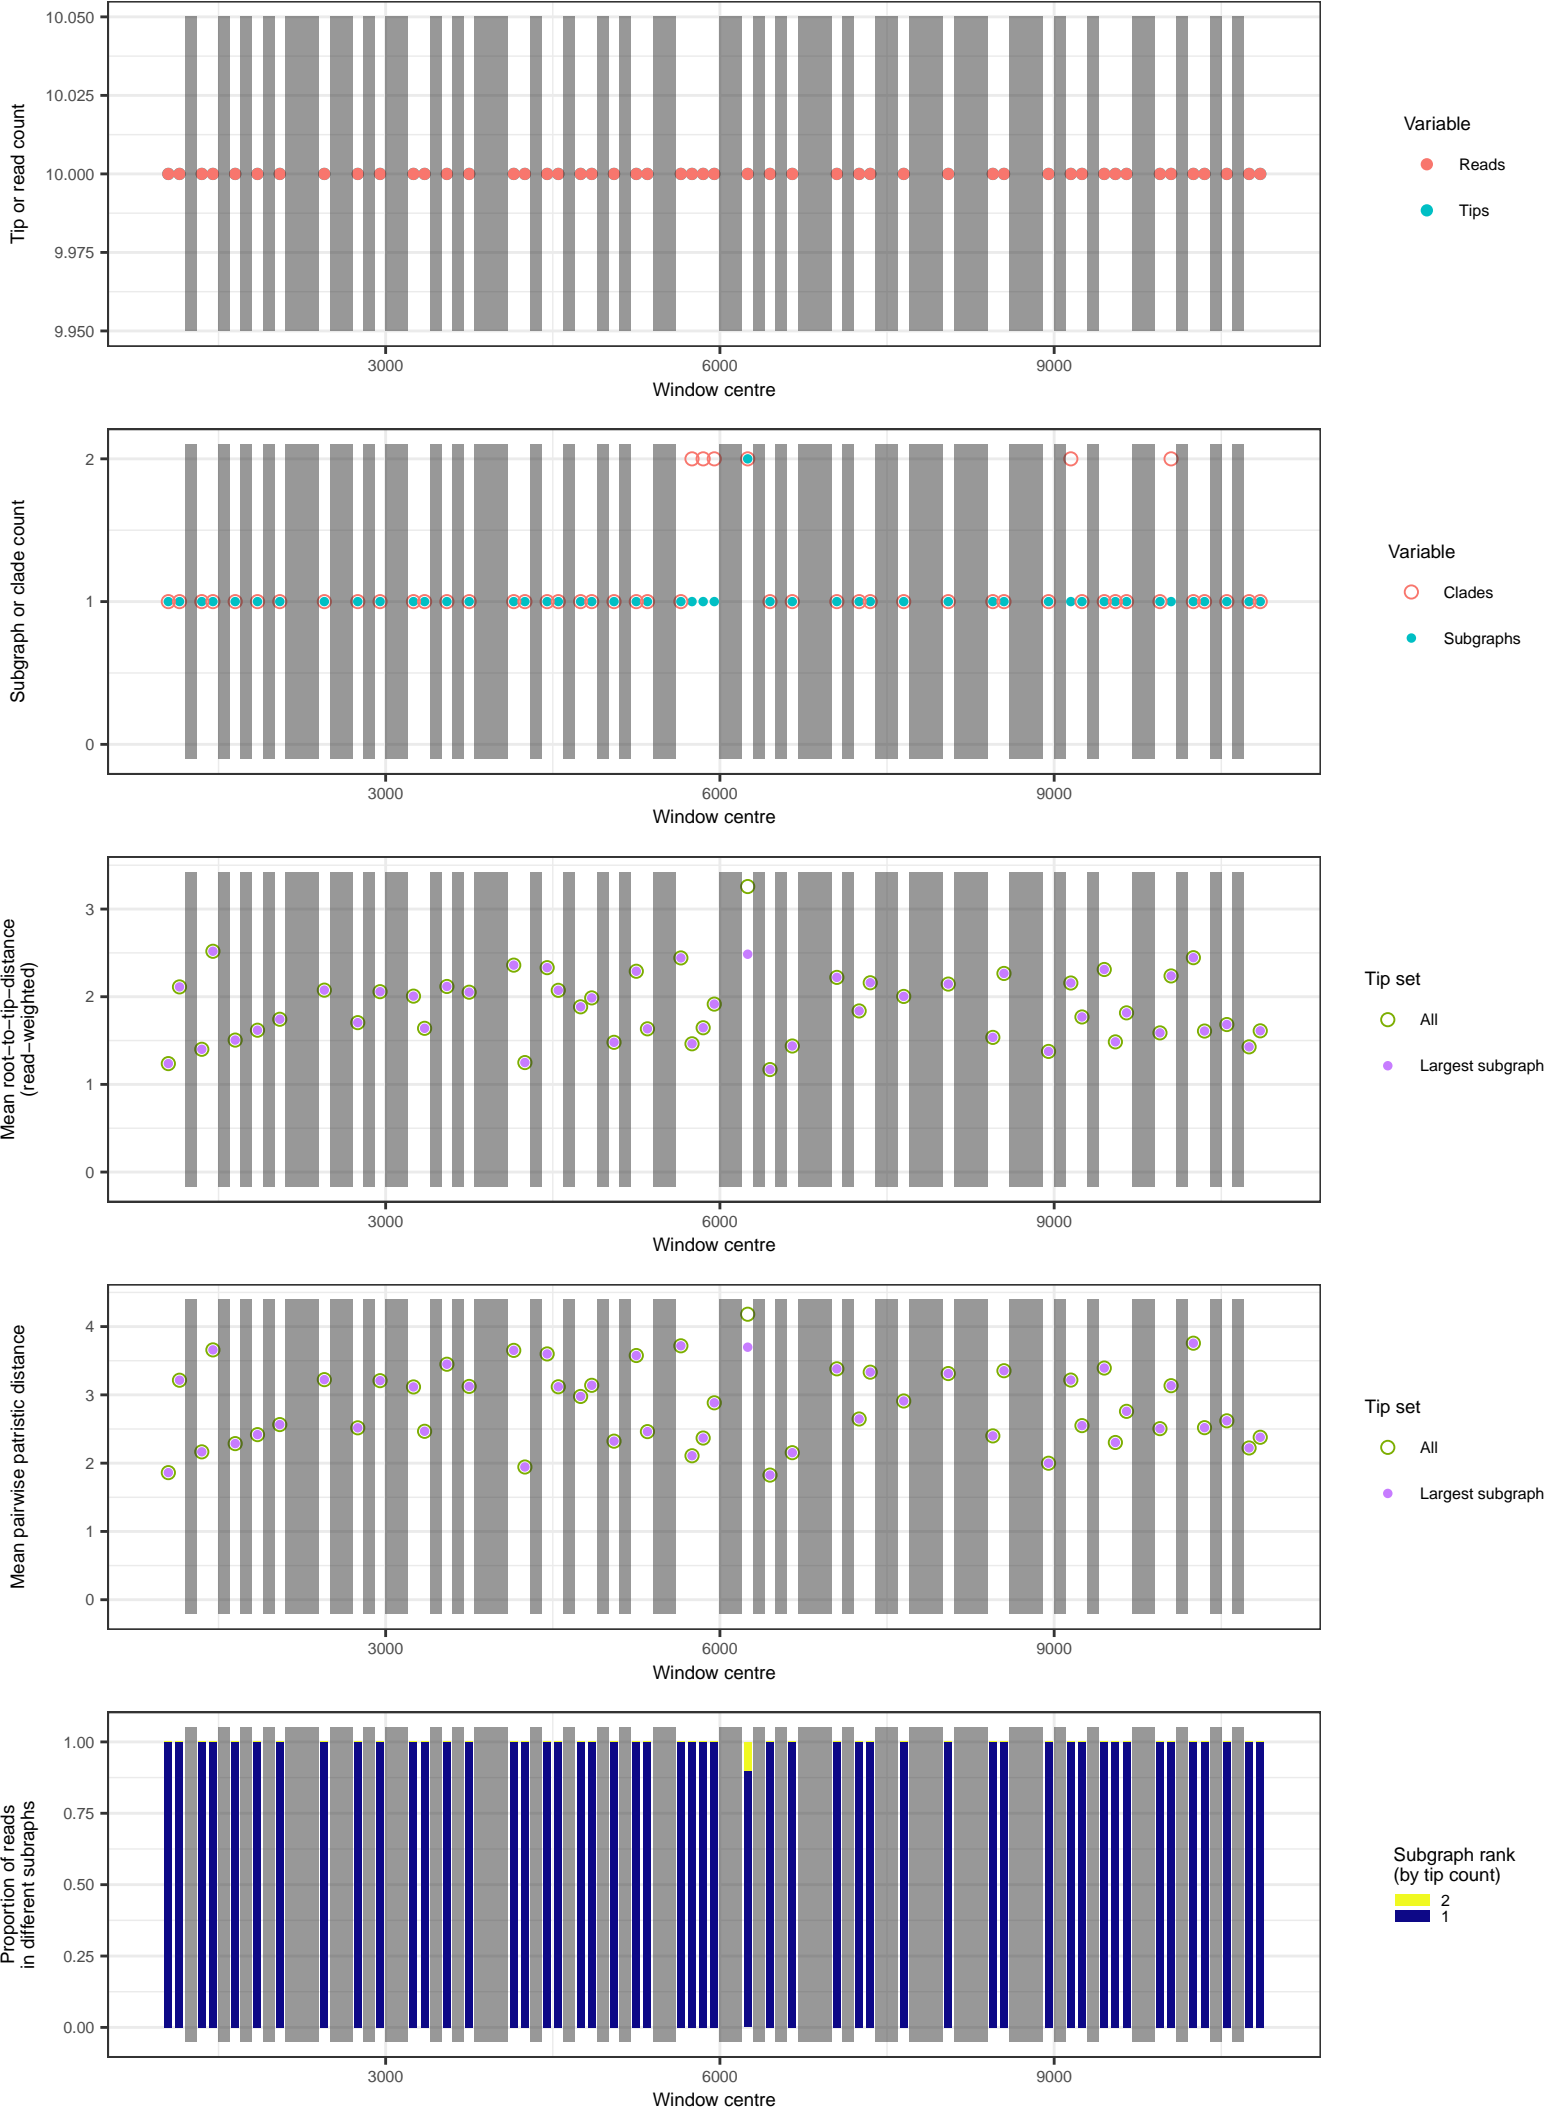 10.050
10.025
10.000
9.975
9.950
Tip or read count
3000
6000
9000
Window centre
Variable
Reads
Tips
2
1
0
Subgraph or clade count
3000
6000
9000
Window centre
Variable
Clades
Subgraphs
3
2
1
0
Mean root−to−tip−distance
(read−weighted)
3000
6000
9000
Window centre
Tip set
All
Largest subgraph
4
3
2
1
0
Mean pairwise patristic distance
3000
6000
9000
Window centre
Tip set
All
Largest subgraph
1.00
0.75
0.50
0.25
0.00
Proportion of reads
in different subraphs
3000
6000
9000
Window centre
Subgraph rank
(by tip count)
2
1